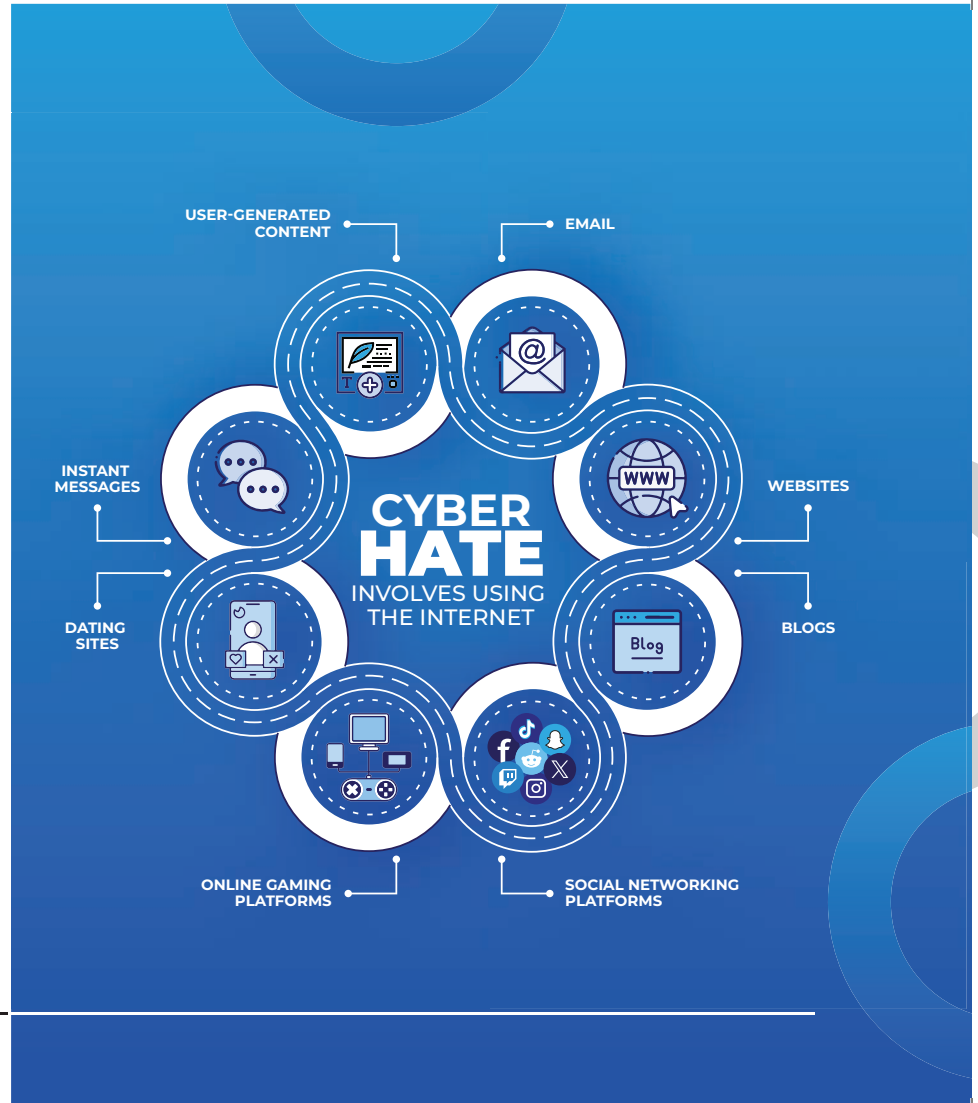 USER-GENERATED
CONTENT
EMAIL
T
@
WWW
INSTANT
MESSAGES
WEBSITES
CYBER
HATE
INVOLVES USING
THE INTERNET
DATING
SITES
Blog
BLOGS
ONLINE GAMING
PLATFORMS
SOCIAL NETWORKING
PLATFORMS